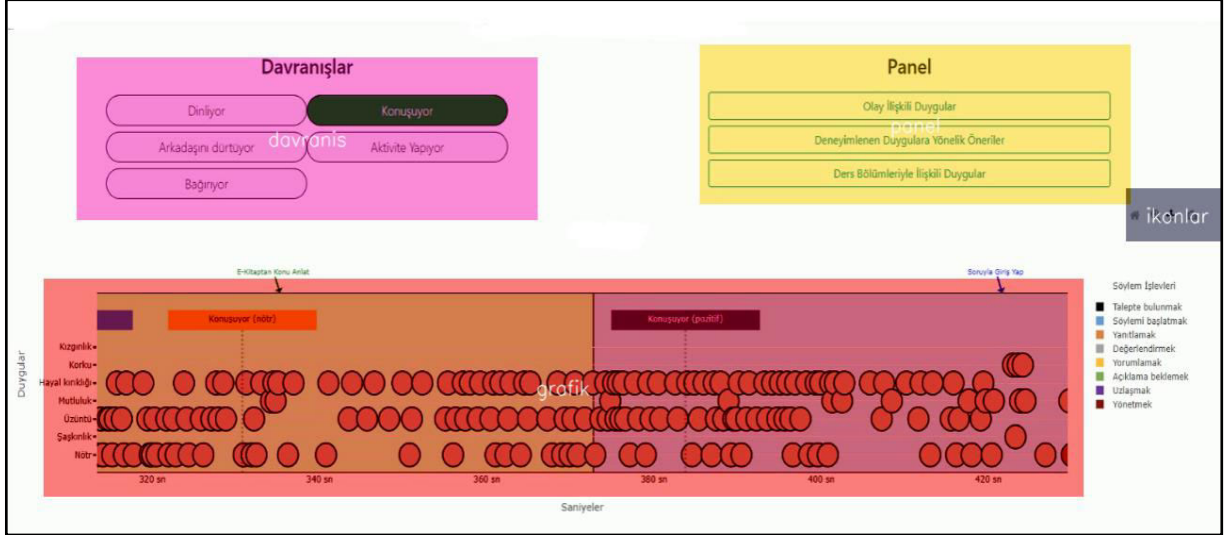 Davranışlar
Dinliyor
Konuşuyor
Arkadaşını dürtüyor
Aktivite Yapıyor
Bağırıyor
davranis
Panel
Olay İlişkili Duygular
Deneyimlenen Duygulara Yönelik Öneriler
Ders Bölümleriyle İlişkili Duygular
panel
ikonlar
E-Kitaptan Konu Anlat
Soruyla Giriş Yap
Konuşuyor (nötr)
Konuşuyor (pozitif)
Duygular
Kızgınlık
Korku
Hayal kırıklığı
Mutluluk
Üzüntü
Şaşkınlık
Nötr
grafik
320 sn
340 sn
360 sn
380 sn
400 sn
420 sn
Saniyeler
Söylem İşlevleri
Talepte bulunmak
Söylemi başlatmak
Yanıtlamak
Değerlendirmek
Yorumlamak
Açıklama beklemek
Uzlaşmak
Yönetmek